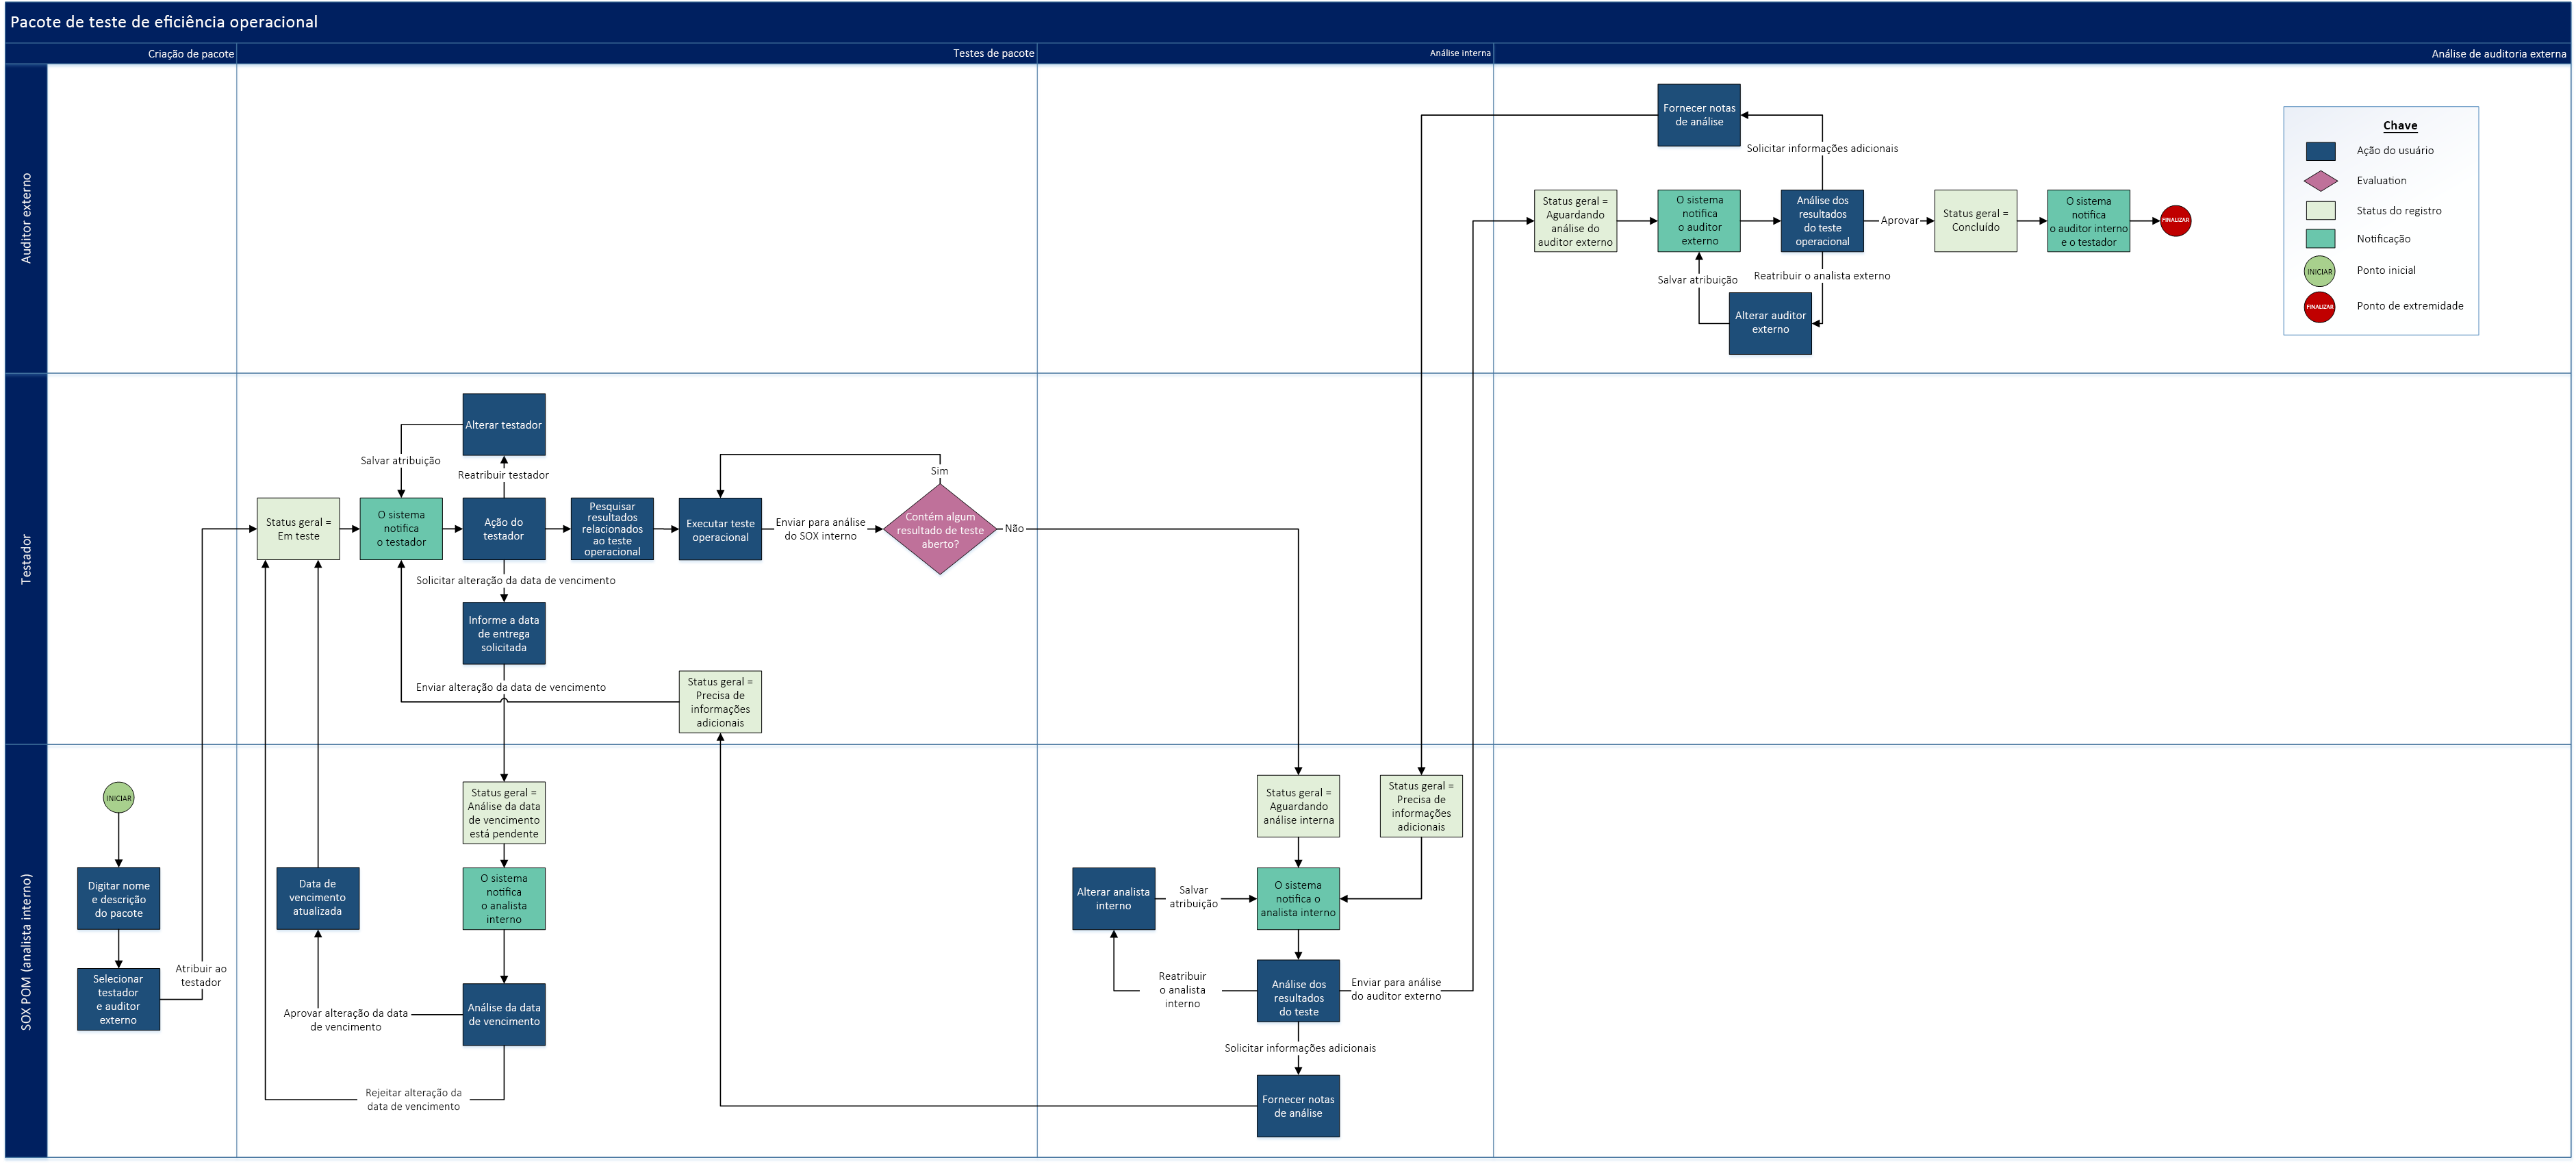 Pacote de teste de eficiência operacional
Criação de pacote
Testes de pacote
Análise interna
Análise de auditoria externa
Auditor externo
Fornecer notas
de análise
Solicitar informações adicionais
Status geral =
Aguardando
análise do
auditor externo
O sistema
notifica
o auditor
externo
Análise dos
resultados
do teste
operacional
Aprovar
Status geral =
Concluído
O sistema
notifica
o auditor interno
e o testador
FINALIZAR
Salvar atribuição
Reatribuir o analista externo
Alterar auditor
externo
Chave
Ação do usuário
Evaluation
Status do registro
Notificação
INICIAR
Ponto inicial
FINALIZAR
Ponto de extremidade
Testador
Alterar testador
Salvar atribuição
Reatribuir testador
Status geral =
Em teste
O sistema
notifica
o testador
Ação do
testador
Pesquisar
resultados
relacionados
ao teste
operacional
Executar teste
operacional
Enviar para análise
do SOX interno
Sim
Contém algum
resultado de teste
aberto?
Não
Solicitar alteração da data de vencimento
Informe a data
de entrega
solicitada
Enviar alteração da data de vencimento
Status geral =
Precisa de
informações
adicionais
SOX POM (analista interno)
INICIAR
Digitar nome
e descrição
do pacote
Selecionar
testador
e auditor
externo
Atribuir ao
testador
Data de
vencimento
atualizada
Aprovar alteração da data
de vencimento
Status geral =
Análise da data
de vencimento
está pendente
O sistema
notifica
o analista
interno
Análise da data
de vencimento
Rejeitar alteração da
data de vencimento
Status geral =
Aguardando
análise interna
Status geral =
Precisa de
informações
adicionais
Alterar analista
interno
Salvar
atribuição
O sistema
notifica o
analista interno
Reatribuir
o analista
interno
Análise dos
resultados
do teste
Enviar para análise
do auditor externo
Solicitar informações adicionais
Fornecer notas
de análise